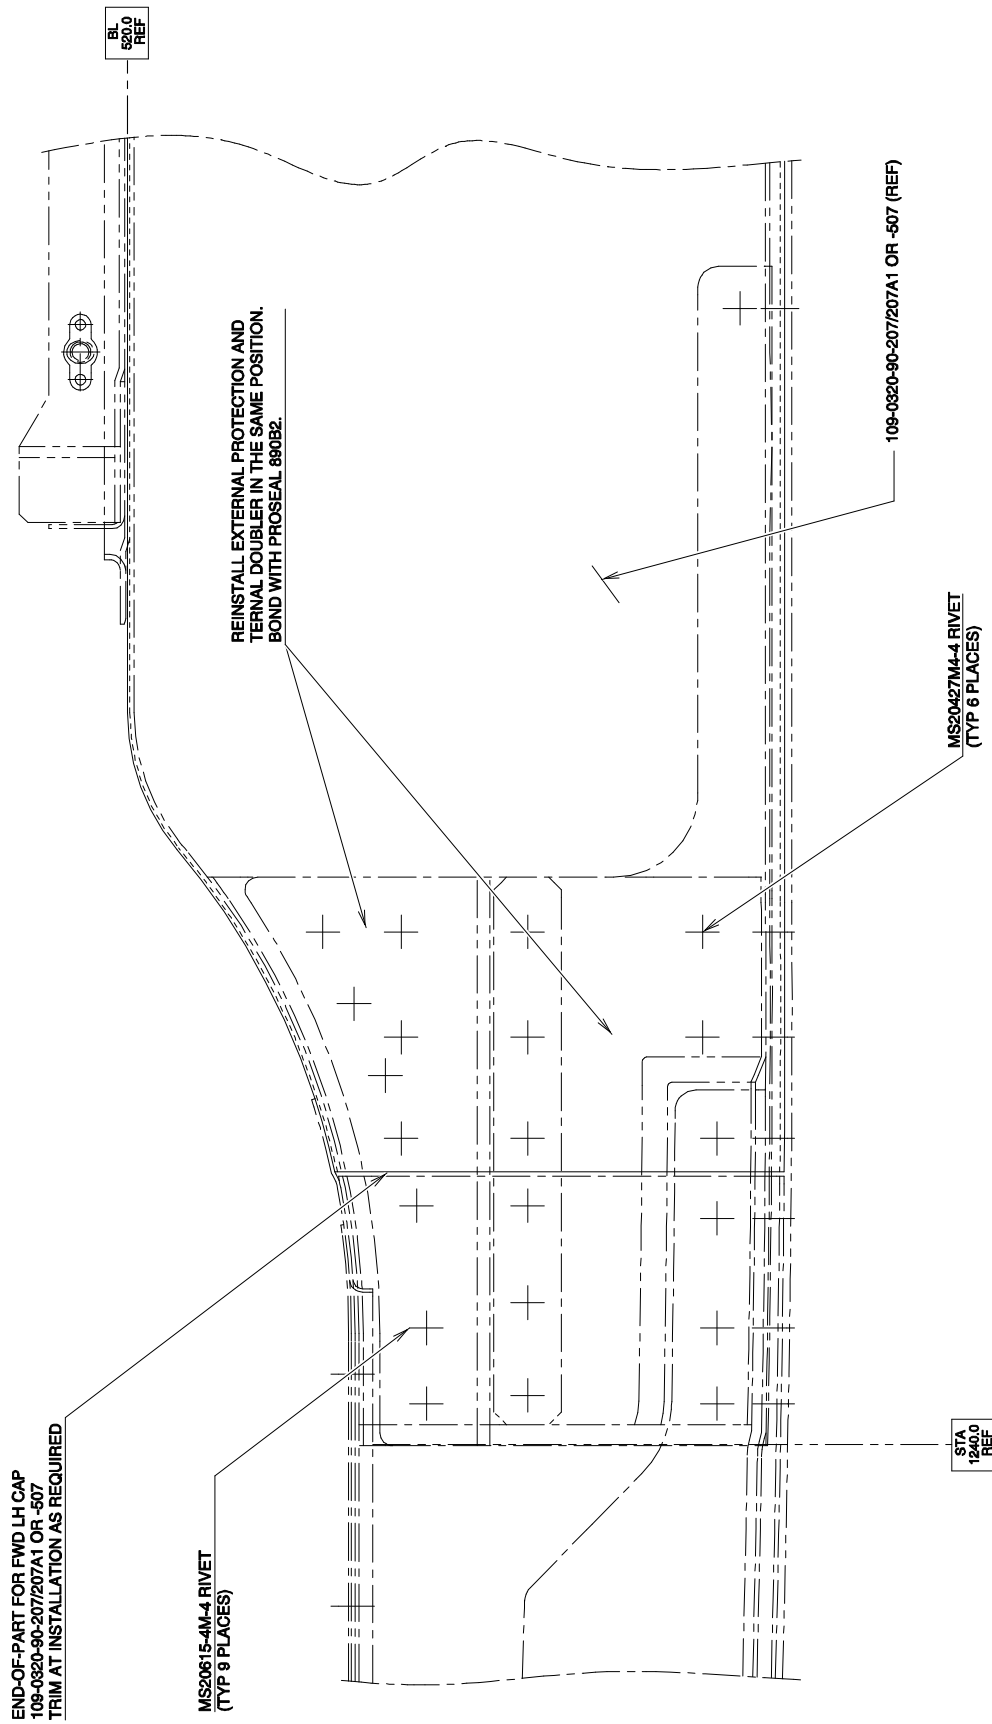 BL
520.0
REF
REINSTALL EXTERNAL PROTECTION AND
TERNAL DOUBLER IN THE SAME POSITION.
BOND WITH PROSEAL 890B2.
109-0320-90-207/207A1 OR -507 (REF)
MS20427M4-4 RIVET
(TYP 6 PLACES)
END-OF-PART FOR FWD LH CAP
109-0320-90-207/207A1 OR -507
TRIM AT INSTALLATION AS REQUIRED
MS20615-4M-4 RIVET
(TYP 9 PLACES)
STA
1240.0
REF